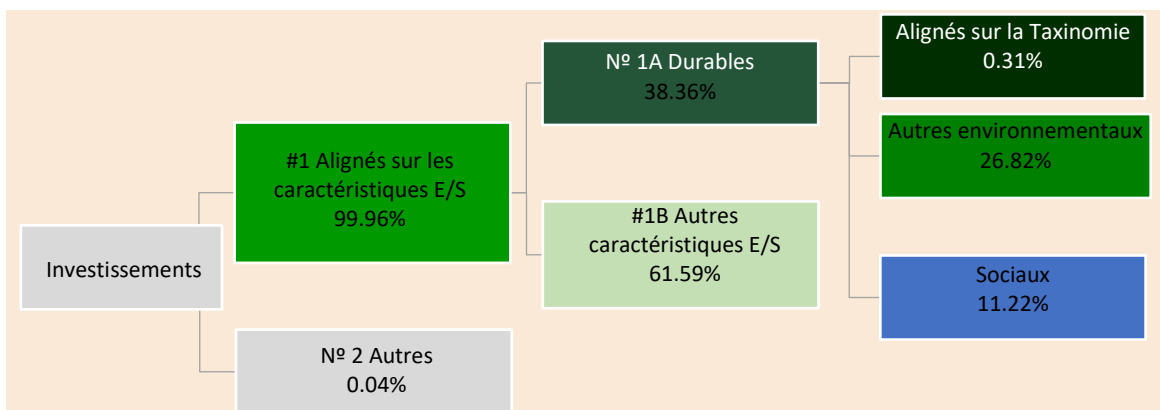 Investissements
#1 Alignés sur les
caractéristiques E/S
99.96%
Nº 2 Autres
0.04%
Nº 1A Durables
38.36%
#1B Autres
caractéristiques E/S
61.59%
Alignés sur la Taxinomie
0.31%
Autres environnementaux
26.82%
Sociaux
11.22%